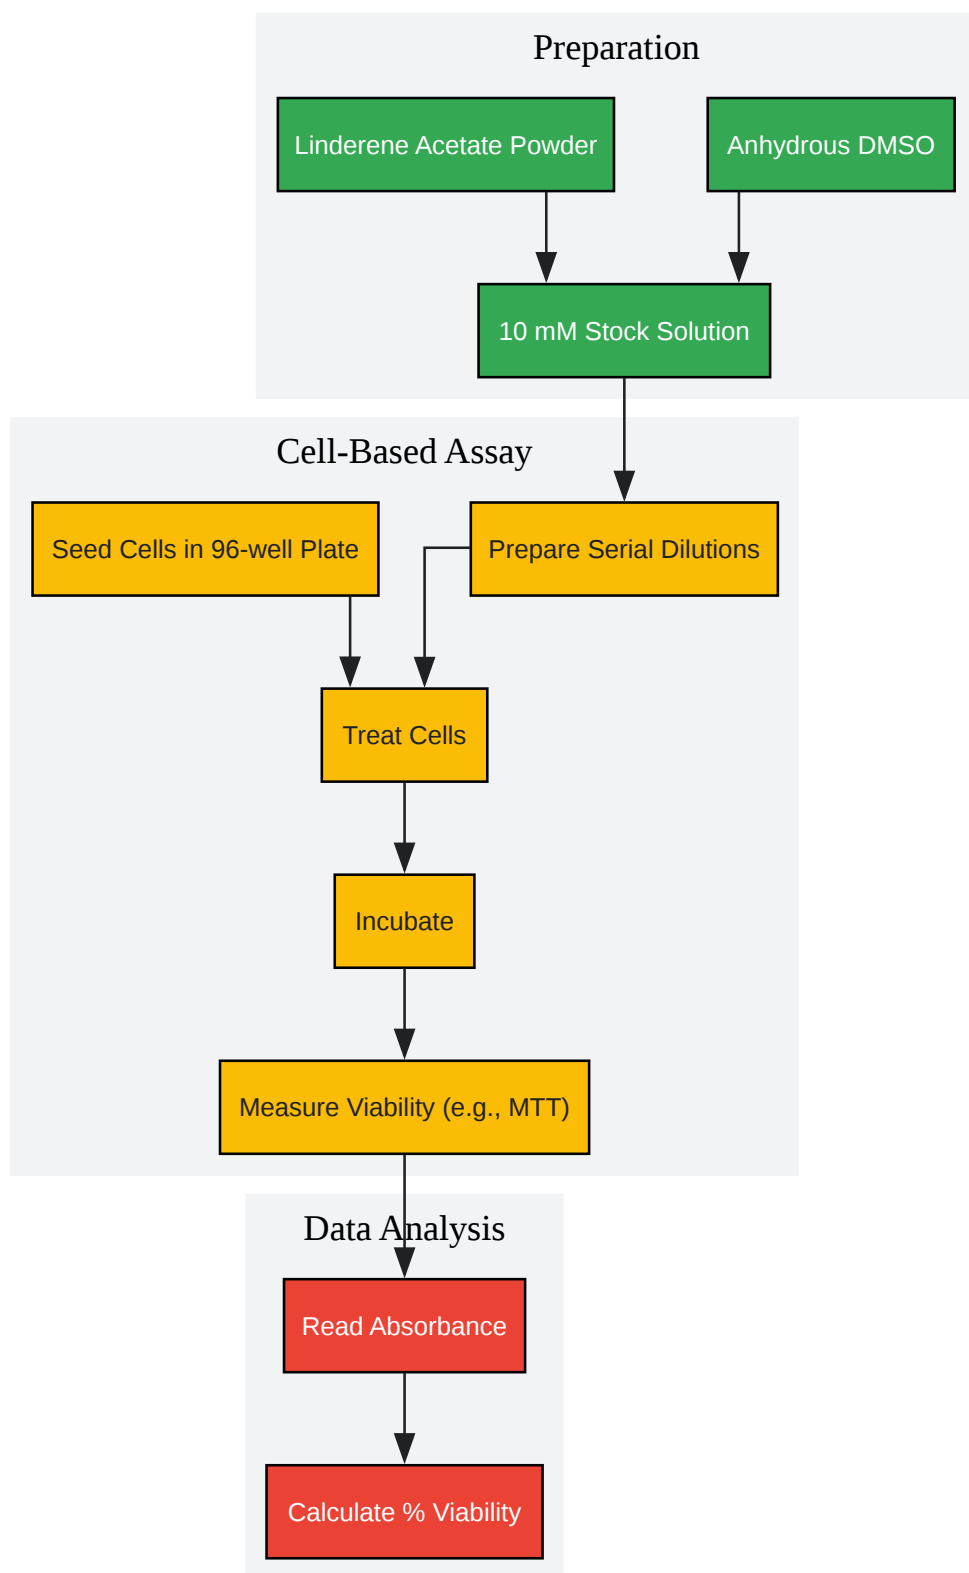 Preparation
Linderene Acetate Powder
Anhydrous DMSO
10 mM Stock Solution
Cell-Based Assay
Seed Cells in 96-well Plate
Prepare Serial Dilutions
Treat Cells
Incubate
Measure Viability (e.g., MTT)
Data Analysis
Read Absorbance
Calculate % Viability